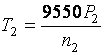 T₂ = 9550P₂ / n₂